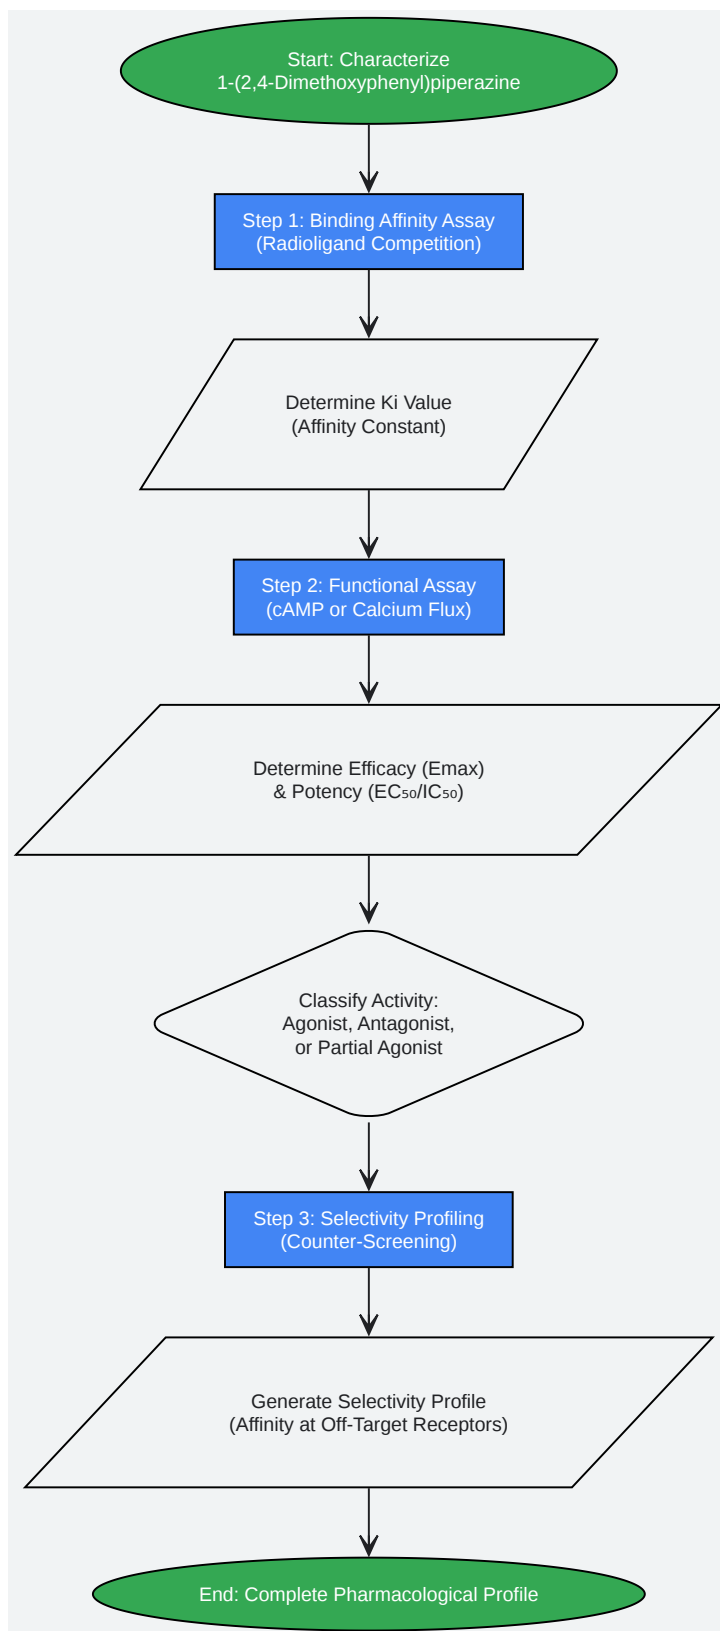 Start: Characterize
1-(2,4-Dimethoxyphenyl)piperazine
Step 1: Binding Affinity Assay
(Radioligand Competition)
Determine Ki Value
(Affinity Constant)
Step 2: Functional Assay
(cAMP or Calcium Flux)
Determine Efficacy (Emax)
& Potency (EC₅₀/IC₅₀)
Classify Activity:
Agonist, Antagonist,
or Partial Agonist
Step 3: Selectivity Profiling
(Counter-Screening)
Generate Selectivity Profile
(Affinity at Off-Target Receptors)
End: Complete Pharmacological Profile